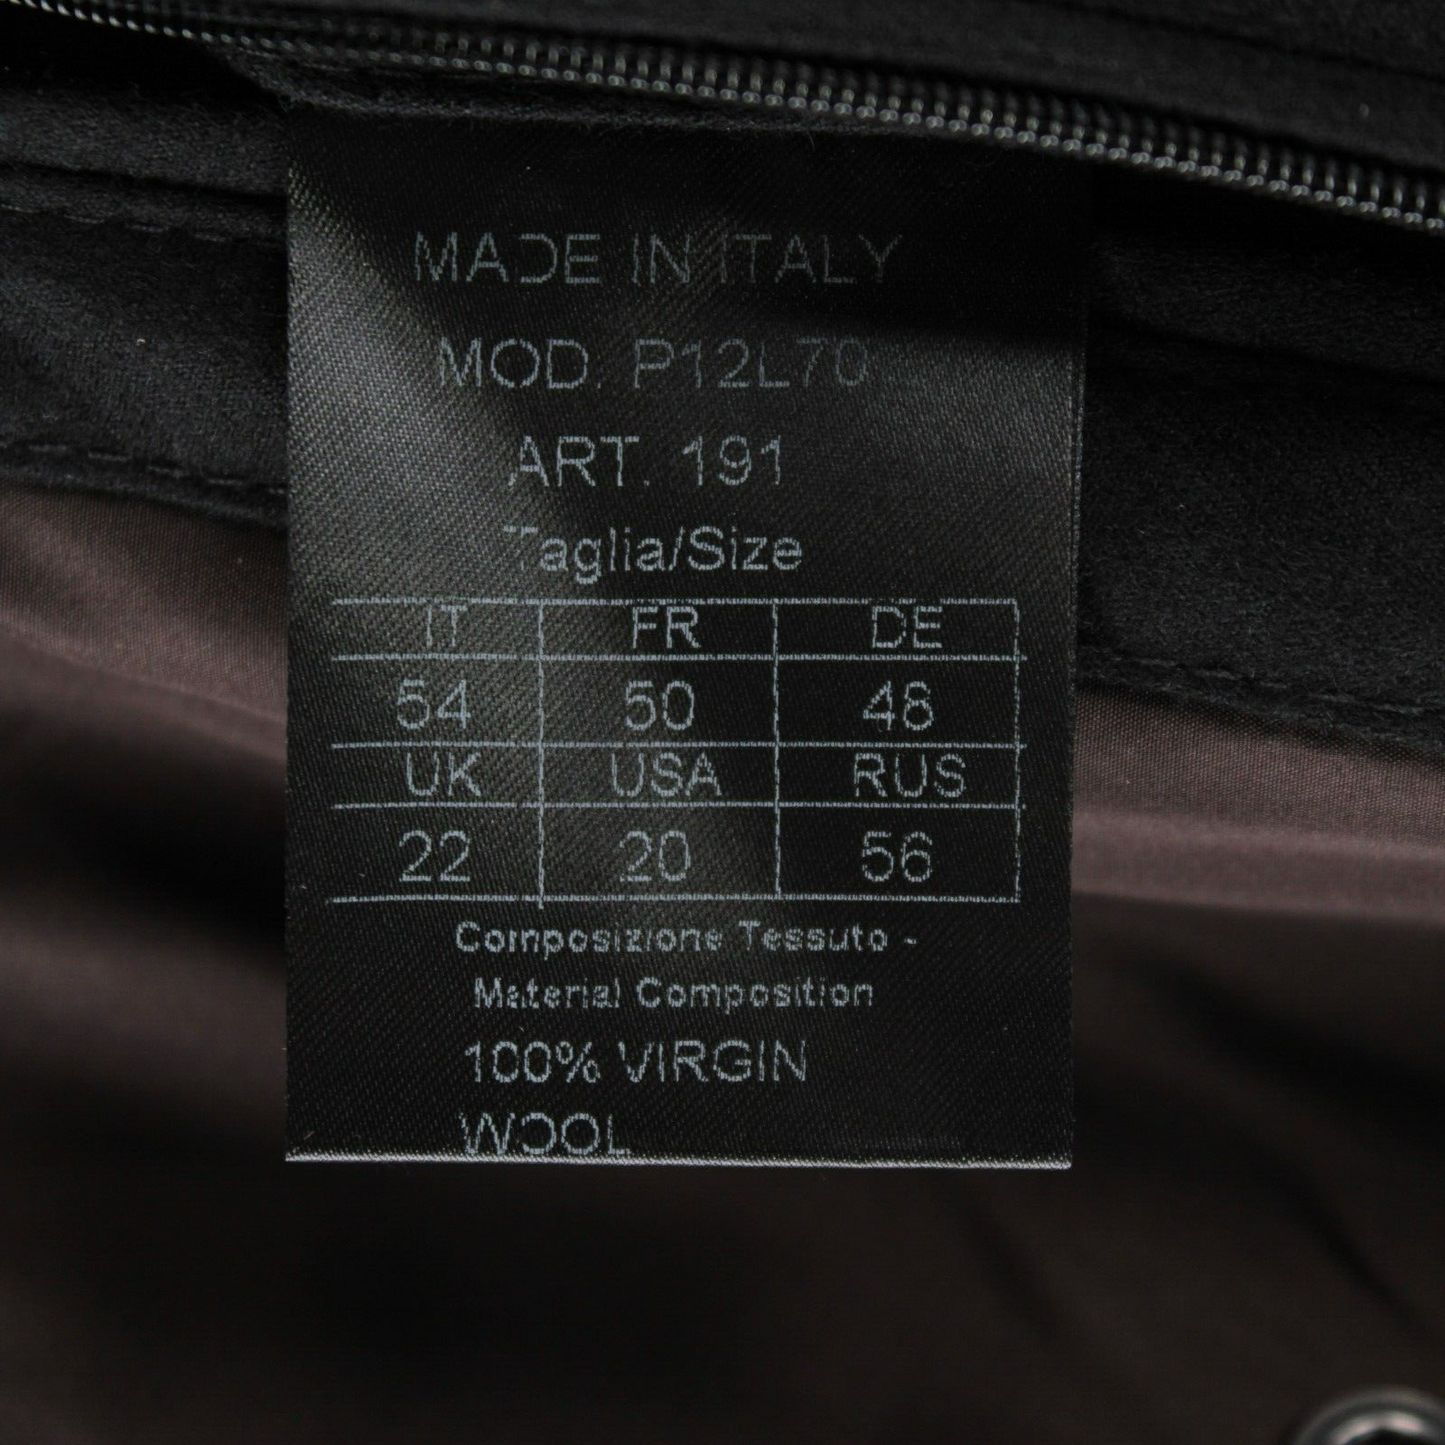 MADE IN ITALY
MOD. P12L70
ART. 191
Taglia/Size
IT FR DE
54 50 48
UK USA RUS
22 20 56
Composizione Tessuto -
Material Composition
100% VIRGIN
WOOL